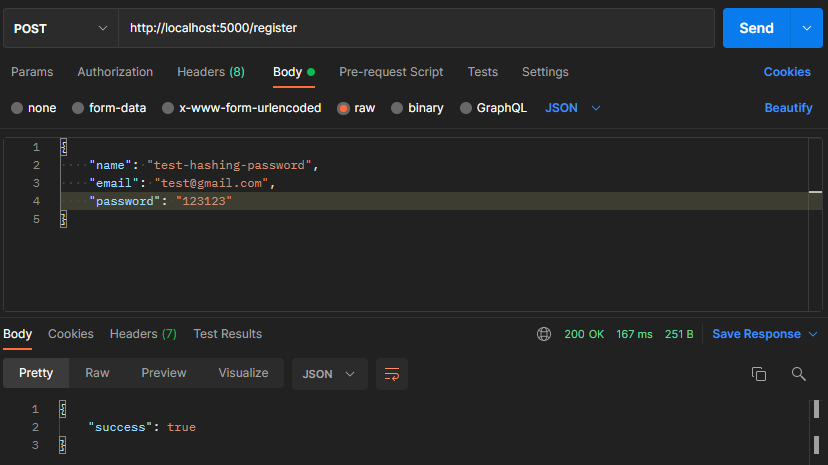 POST http://localhost:5000/register Send
Params Authorization Headers (8) Body Pre-request Script Tests Settings Cookies
none form-data x-www-form-urlencoded raw binary GraphQL JSON Beautify
1 {
2 "name": "test-hashing-password",
3 "email": "test@gmail.com",
4 "password": "123123"
5 }
Body Cookies Headers (7) Test Results 200 OK 167 ms 251 B Save Response
Pretty Raw Preview Visualize JSON
1 {
2 "success": true
3 }